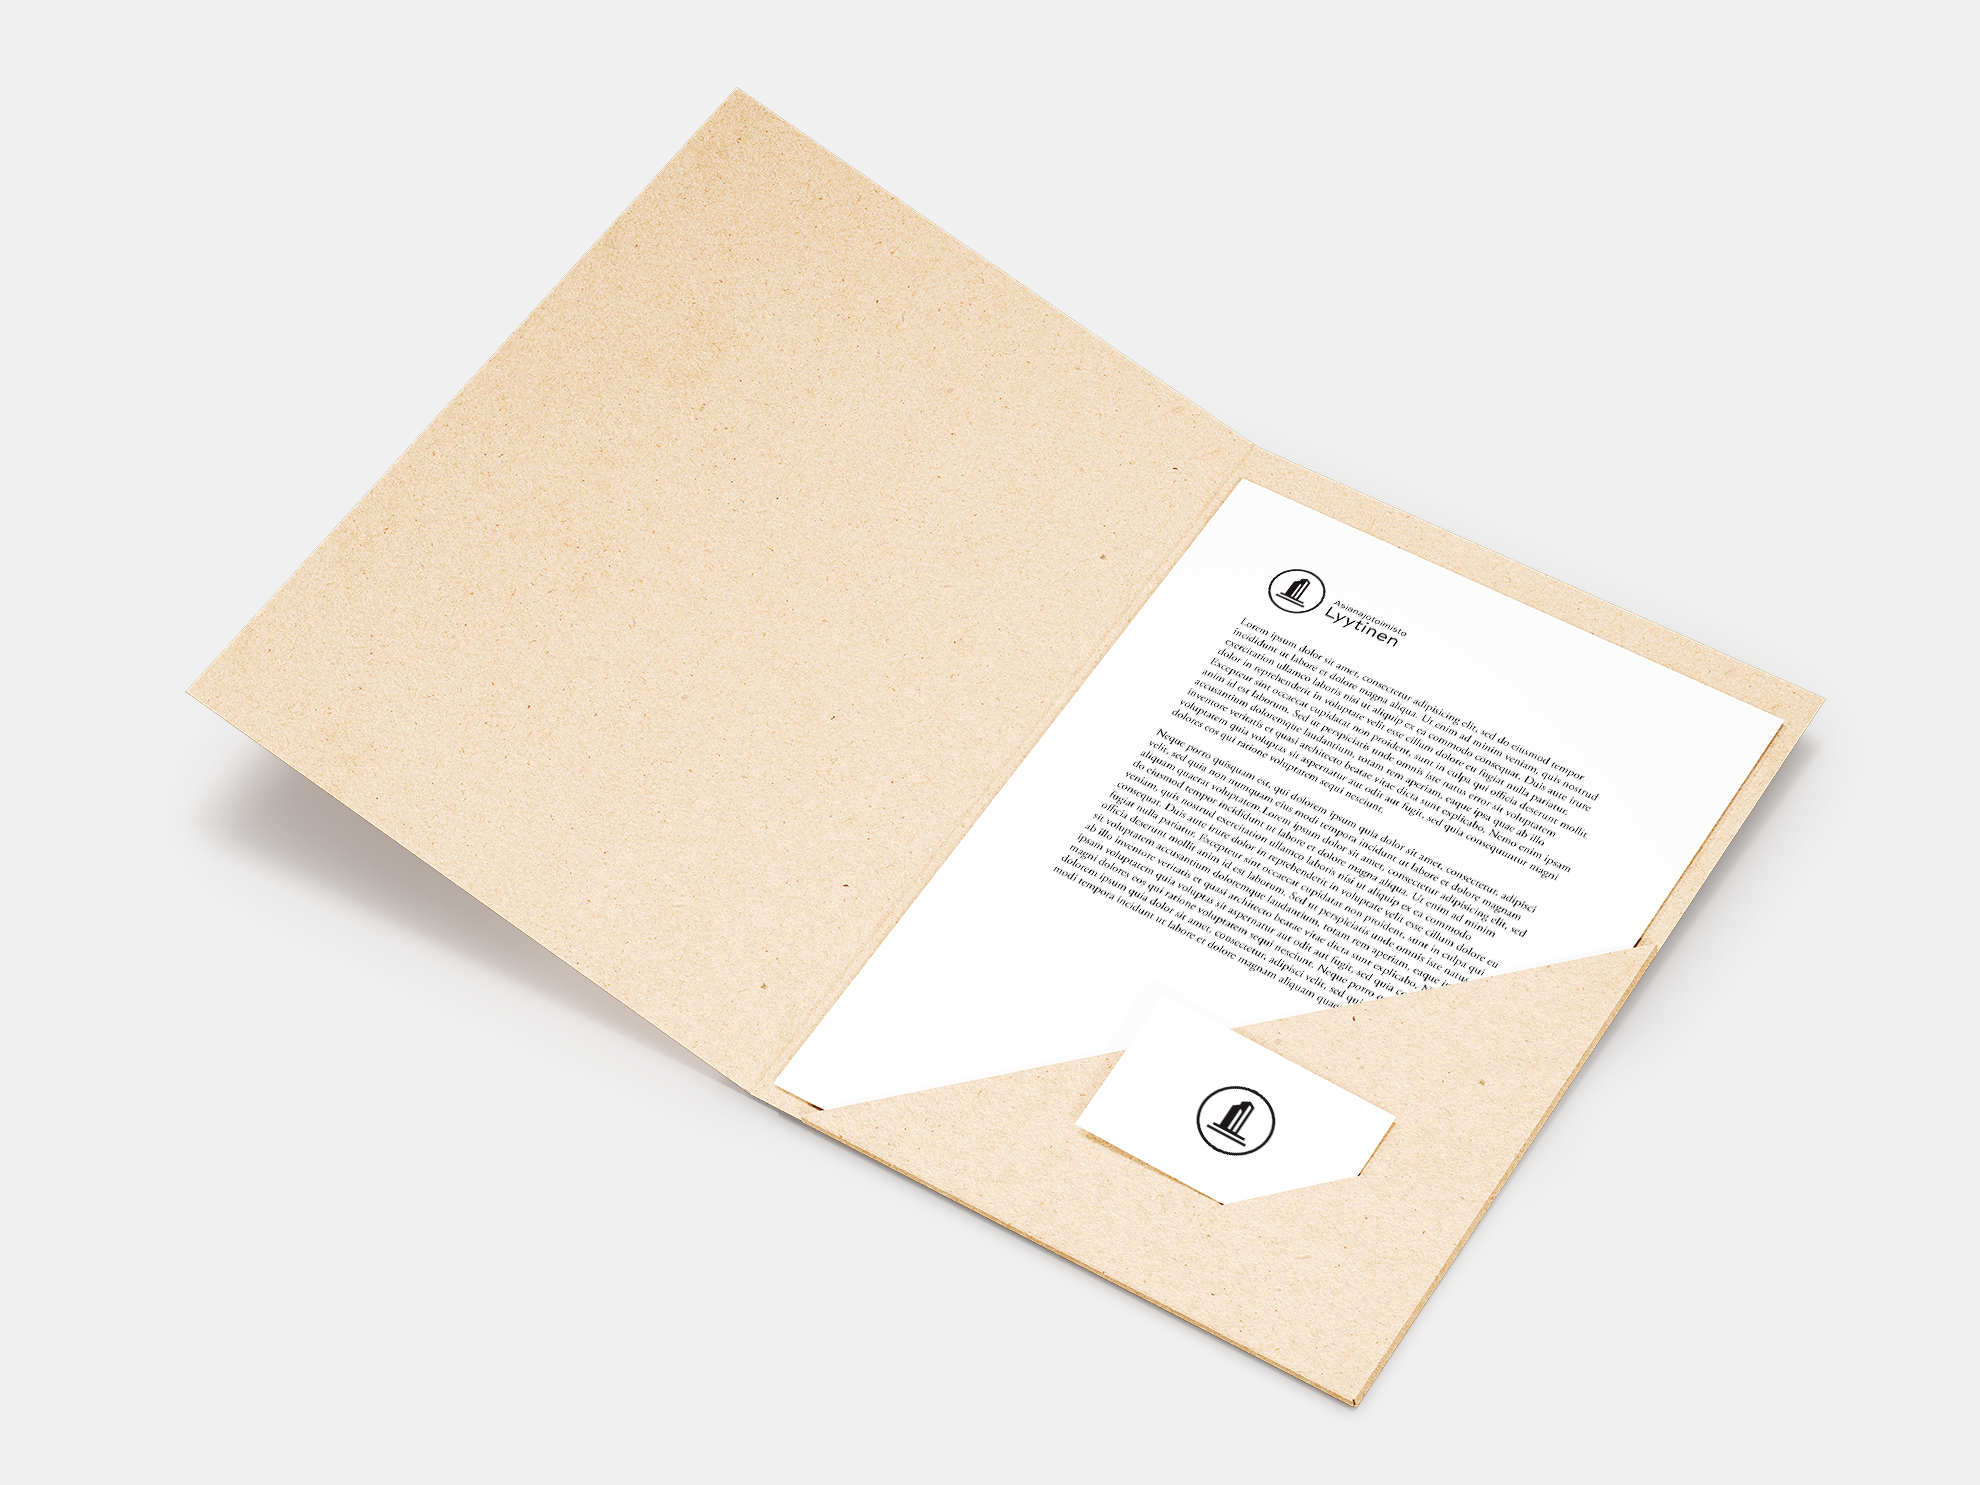 Asianajotoimisto
Lyytinen
Lorem ipsum dolor sit amet, consectetur adipisicing elit, sed do eiusmod tempor
incididunt ut labore et dolore magna aliqua. Ut enim ad minim veniam, quis nostrud
exercitation ullamco laboris nisi ut aliquip ex ea commodo consequat. Duis aute irure
dolor in reprehenderit in voluptate velit esse cillum dolore eu fugiat nulla pariatur.
Excepteur sint occaecat cupidatat non proident, sunt in culpa qui officia deserunt mollit
anim id est laborum. Sed ut perspiciatis unde omnis iste natus error sit voluptatem
accusantium doloremque laudantium, totam rem aperiam, eaque ipsa quae ab illo
inventore veritatis et quasi architecto beatae vitae dicta sunt explicabo. Nemo enim ipsam
voluptatem quia voluptas sit aspernatur aut odit aut fugit, sed quia consequuntur magni
dolores eos qui ratione voluptatem sequi nesciunt.
Neque porro quisquam est, qui dolorem ipsum quia dolor sit amet, consectetur, adipisci
velit, sed quia non numquam eius modi tempora incidunt ut labore et dolore magnam
aliquam quaerat voluptatem. Lorem ipsum dolor sit amet, consectetur adipisicing elit, sed
do eiusmod tempor incididunt ut labore et dolore magna aliqua. Ut enim ad minim
veniam, quis nostrud exercitation ullamco laboris nisi ut aliquip ex ea commodo
consequat. Duis aute irure dolor in reprehenderit in voluptate velit esse cillum dolore eu
fugiat nulla pariatur. Excepteur sint occaecat cupidatat non proident, sunt in culpa qui
officia deserunt mollit anim id est laborum. Sed ut perspiciatis unde omnis iste natus
sit voluptatem accusantium doloremque laudantium, totam rem aperiam, eaque
ab illo inventore veritatis et quasi architecto beatae vitae dicta sunt explicabo.
ipsam voluptatem quia voluptas sit aspernatur aut odit aut fugit, sed quia
magni dolores eos qui ratione voluptatem sequi nesciunt. Neque porro
dolorem ipsum quia dolor sit amet, consectetur, adipisci velit, sed
modi tempora incidunt ut labore et dolore magnam aliquam